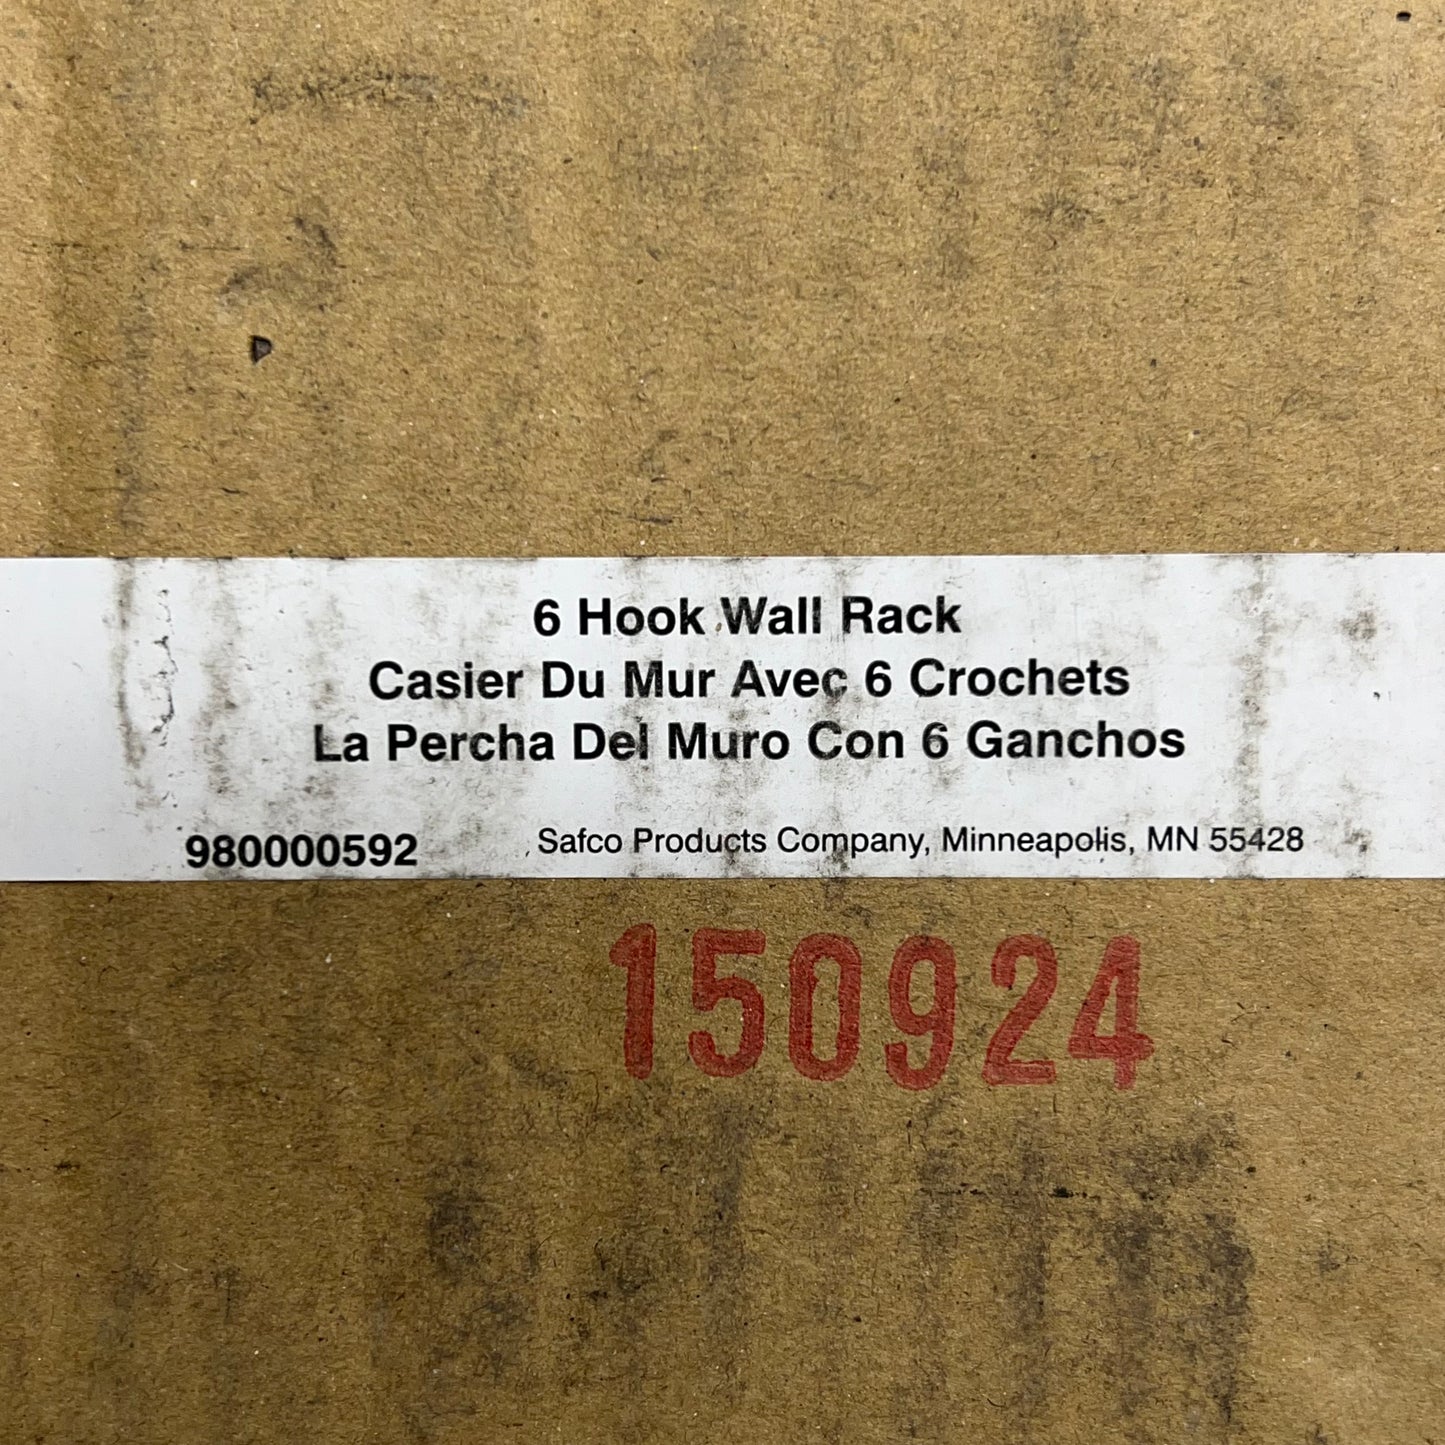 6 Hook Wall Rack
Casier Du Mur Avec 6 Crochets
La Percha Del Muro Con 6 Ganchos
980000592 Safco Products Company, Minneapolis, MN 55428
150924